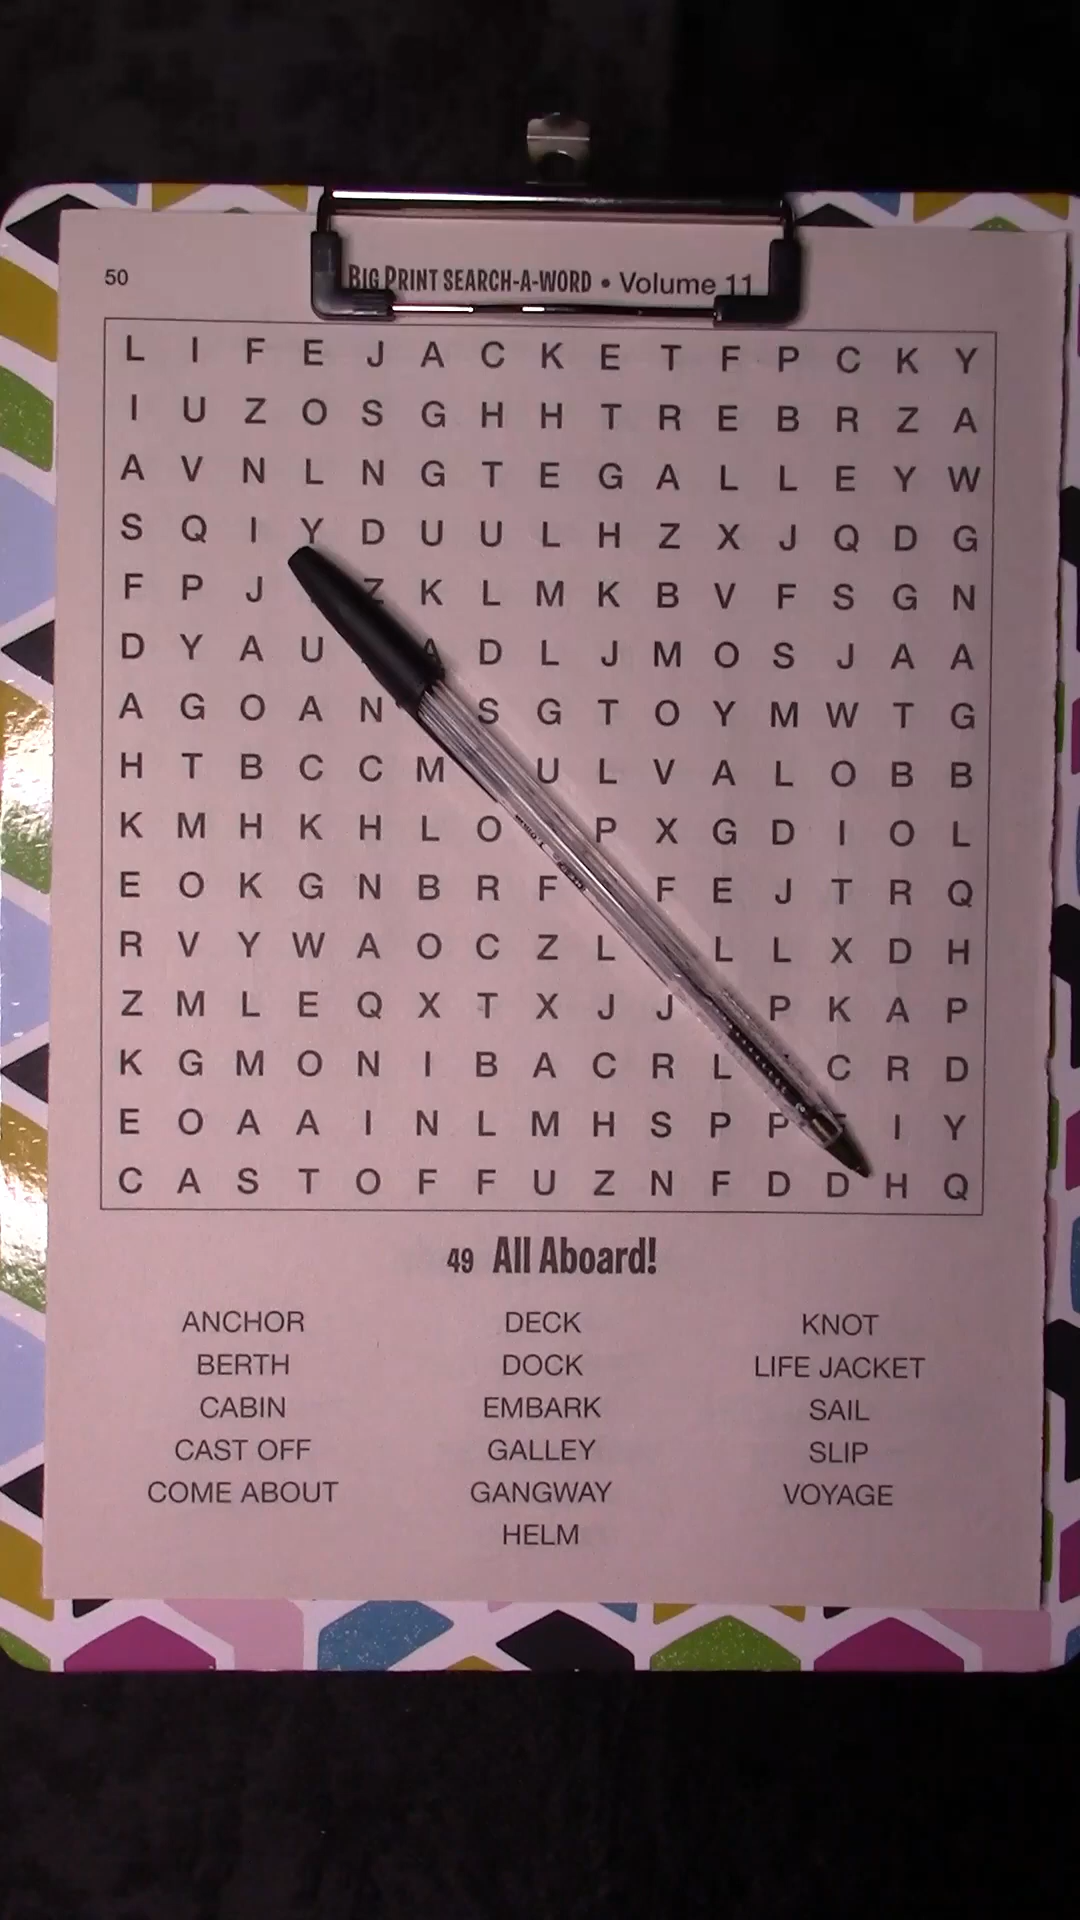 50
BIG PRINT SEARCH-A-WORD • Volume 11
L I F E J A C K E T F P C K Y
I U Z O S G H H T R E B R Z A
A V N L N G T E G A L L E Y W
S Q I Y D U U L H Z X J Q D G
F P J Z K L M K B V F S G N
D Y A U A D L J M O S J A A
A G O A N S G T O Y M W T G
H T B C C M U L V A L O B B
K M H K H L O P X G D I O L
E O K G N B R F F E J T R Q
R V Y W A O C Z L L L X D H
Z M L E Q X T X J J P K A P
K G M O N I B A C R L C R D
E O A A I N L M H S P P I Y
C A S T O F F U Z N F D D H Q
49 All Aboard!
ANCHOR DECK KNOT
BERTH DOCK LIFE JACKET
CABIN EMBARK SAIL
CAST OFF GALLEY SLIP
COME ABOUT GANGWAY VOYAGE
HELM